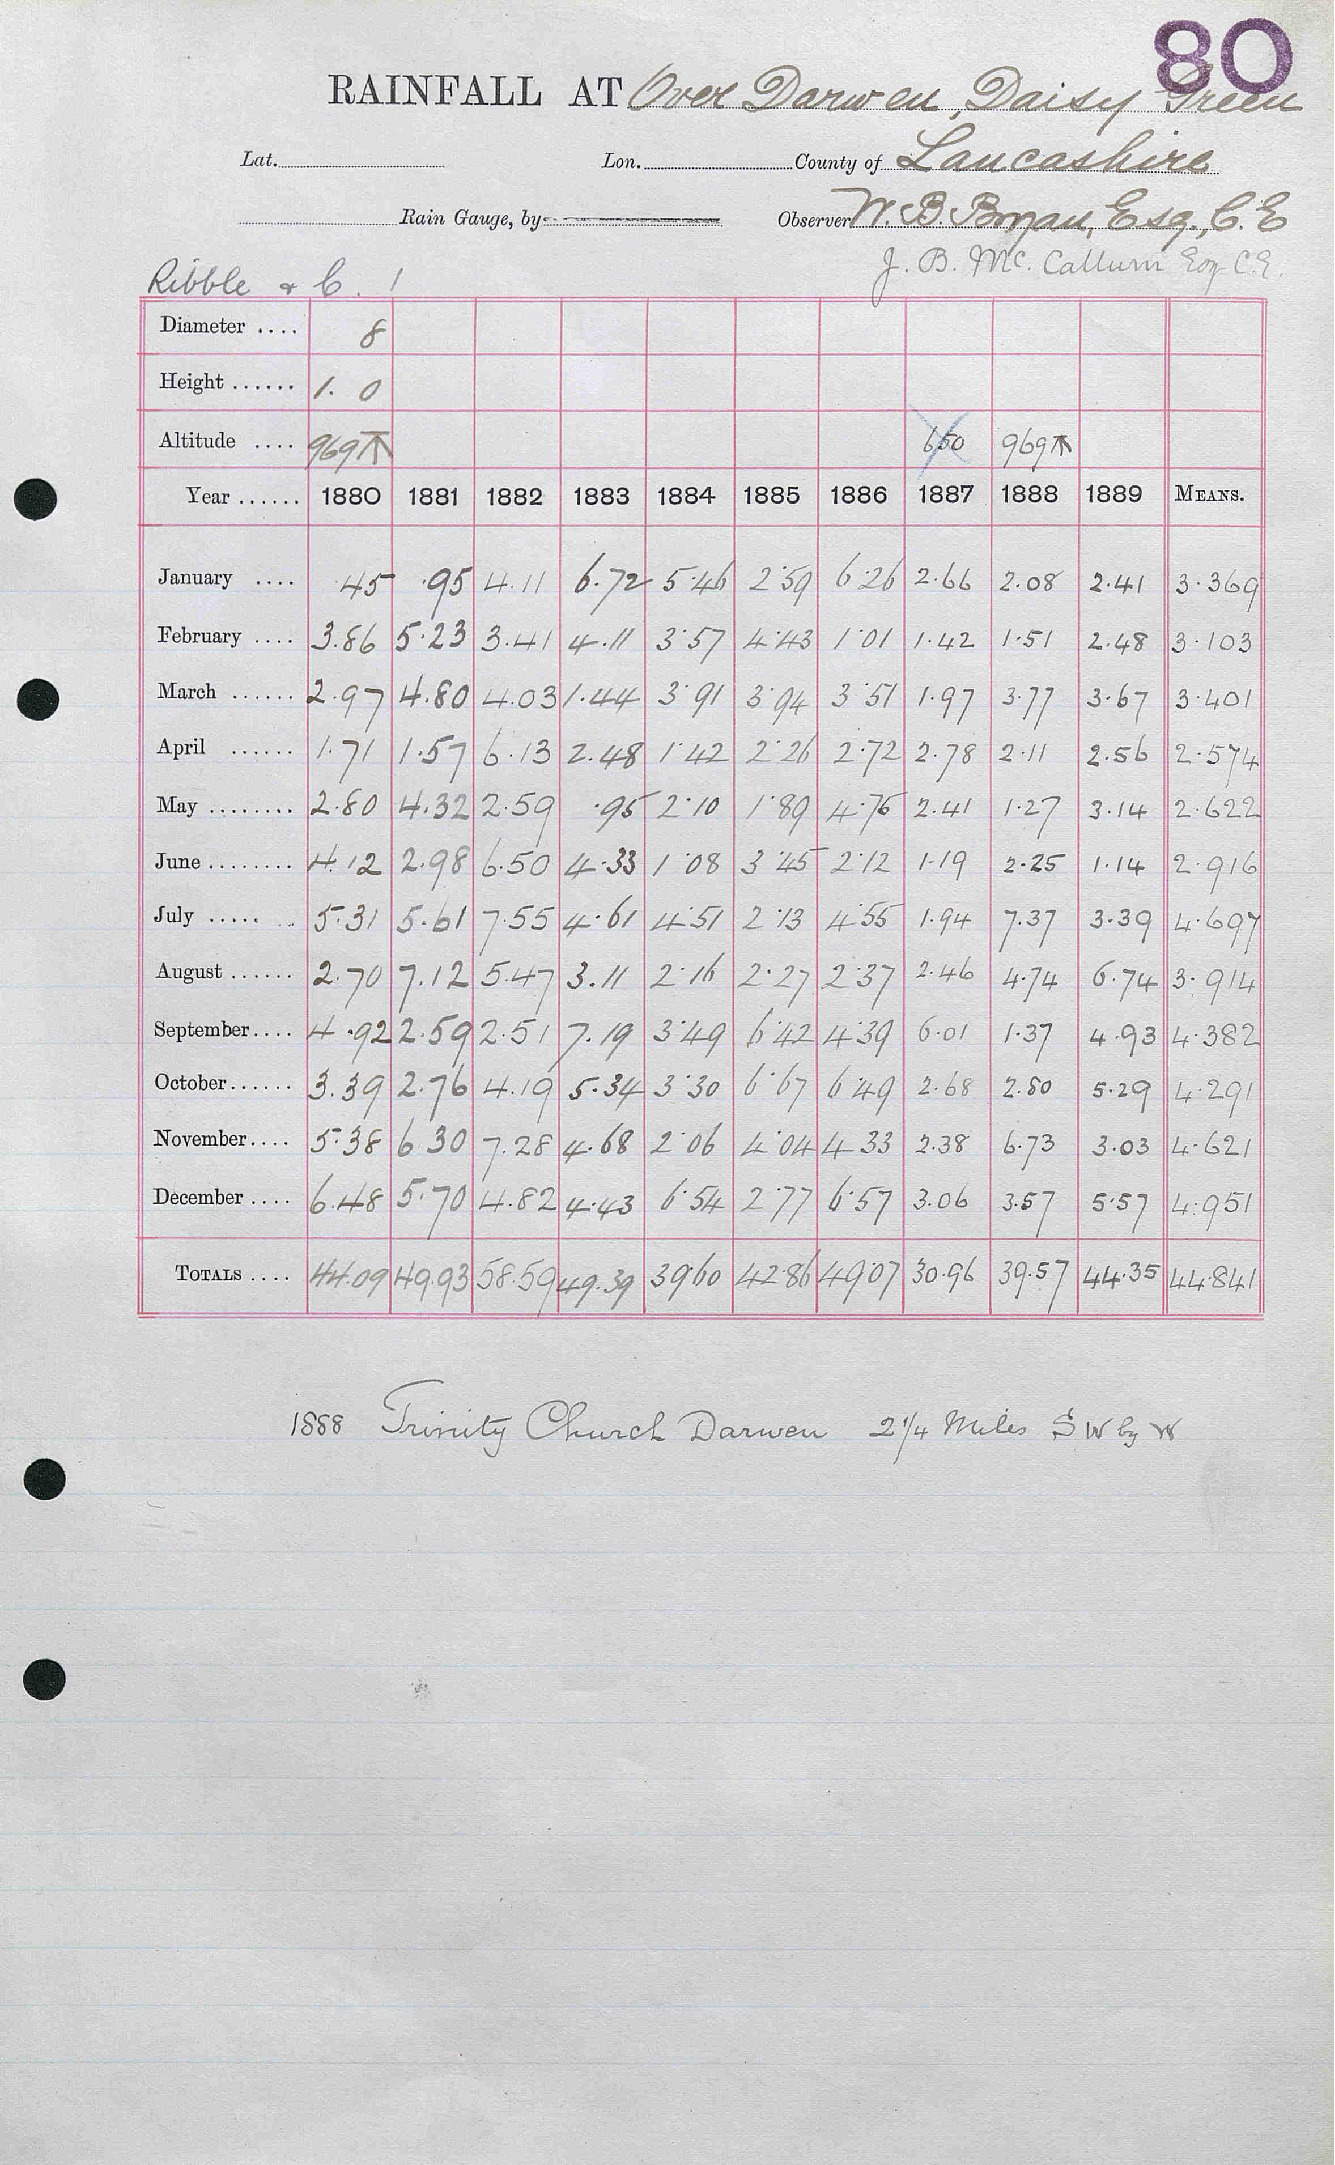 80
RAINFALL AT Over Darwen, Daisy Green
Lat. Lon. County of Lancashire
Rain Gauge, by Observer W. B. Bryan, Esq., C.E
J. B. Mc. Callum Esq C.E.
Ribble & C. 1
Diameter .... 8
Height ...... 1. 0
Altitude .... 969 650 969
Year ...... 1880 1881 1882 1883 1884 1885 1886 1887 1888 1889 MEANS.
January .... .45 .95 4.11 6.72 5.46 2.59 6.26 2.66 2.08 2.41 3.369
February .... 3.86 5.23 3.41 4.11 3.57 4.43 1.01 1.42 1.51 2.48 3.103
March ...... 2.97 4.80 4.03 1.44 3.91 3.94 3.51 1.97 3.77 3.67 3.401
April ...... 1.71 1.57 6.13 2.48 1.42 2.26 2.72 2.78 2.11 2.56 2.574
May ........ 2.80 4.32 2.59 .95 2.10 1.89 4.75 2.41 1.27 3.14 2.622
June ........ 4.12 2.98 6.50 4.33 1.08 3.45 2.12 1.19 2.25 1.14 2.916
July ..... .. 5.31 5.61 7.55 4.61 4.51 2.13 4.55 1.94 7.37 3.39 4.697
August ...... 2.70 7.12 5.47 3.11 2.16 2.27 2.37 2.46 4.74 6.74 3.914
September .... 4.92 2.59 2.51 7.19 3.49 6.42 4.39 6.01 1.37 4.93 4.382
October ...... 3.39 2.76 4.19 5.34 3.30 6.67 6.49 2.68 2.80 5.29 4.291
November .... 5.38 6 30 7.28 4.68 2.06 4.04 4.33 2.38 6.73 3.03 4.621
December .... 6.48 5.70 4.82 4.43 6.54 2.77 6.57 3.06 3.57 5.57 4.951
TOTALS .... 44.09 49.93 58.59 49.39 39.60 42.86 49.07 30.96 39.57 44.35 44.841
1888 Trinity Church Darwen 2 1/4 Miles S W by W